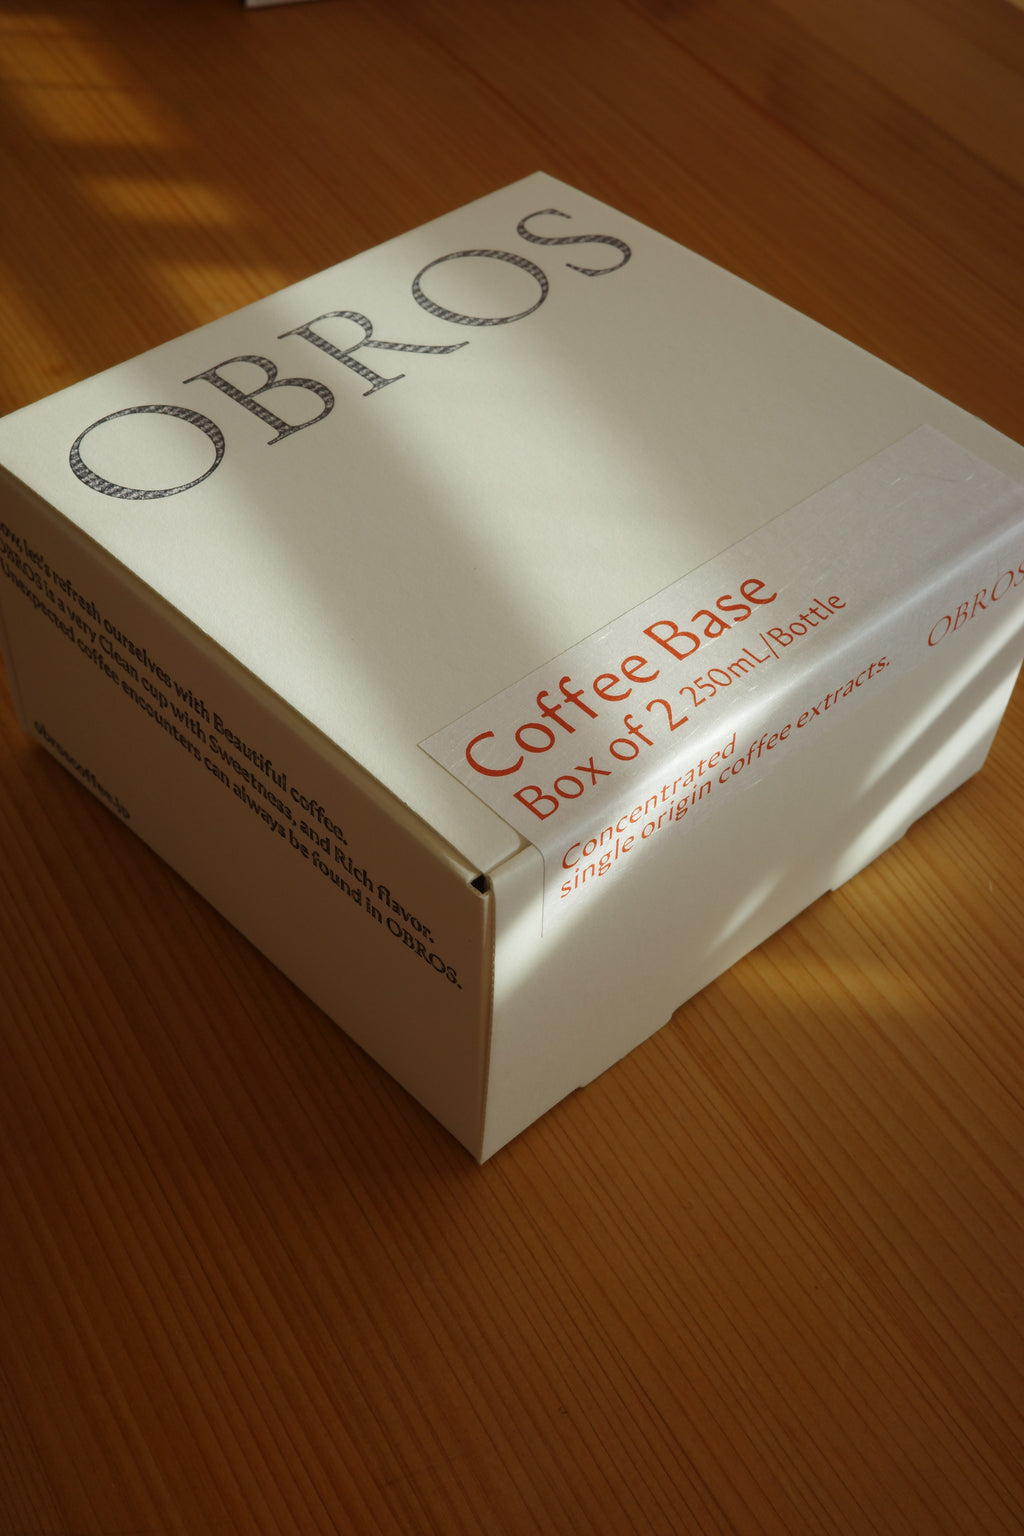 OBROS
Coffee Base
Box of 2 250mL/Bottle
Concentrated
single origin coffee extracts.
OBROS
let's refresh ourselves with Beautiful coffee.
OBROS is a very Clean cup with Sweetness, and Rich flavor.
Unexpected coffee encounters can always be found in OBROS.
obroscoffee.jp